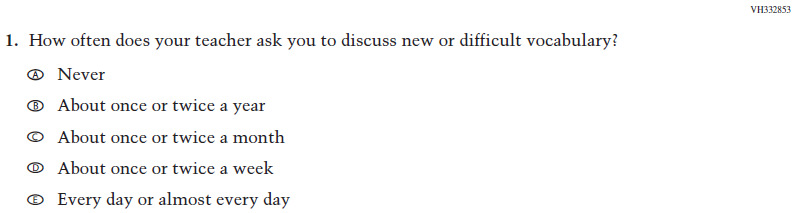 VH332853
1. How often does your teacher ask you to discuss new or difficult vocabulary?
A Never
B About once or twice a year
C About once or twice a month
D About once or twice a week
E Every day or almost every day